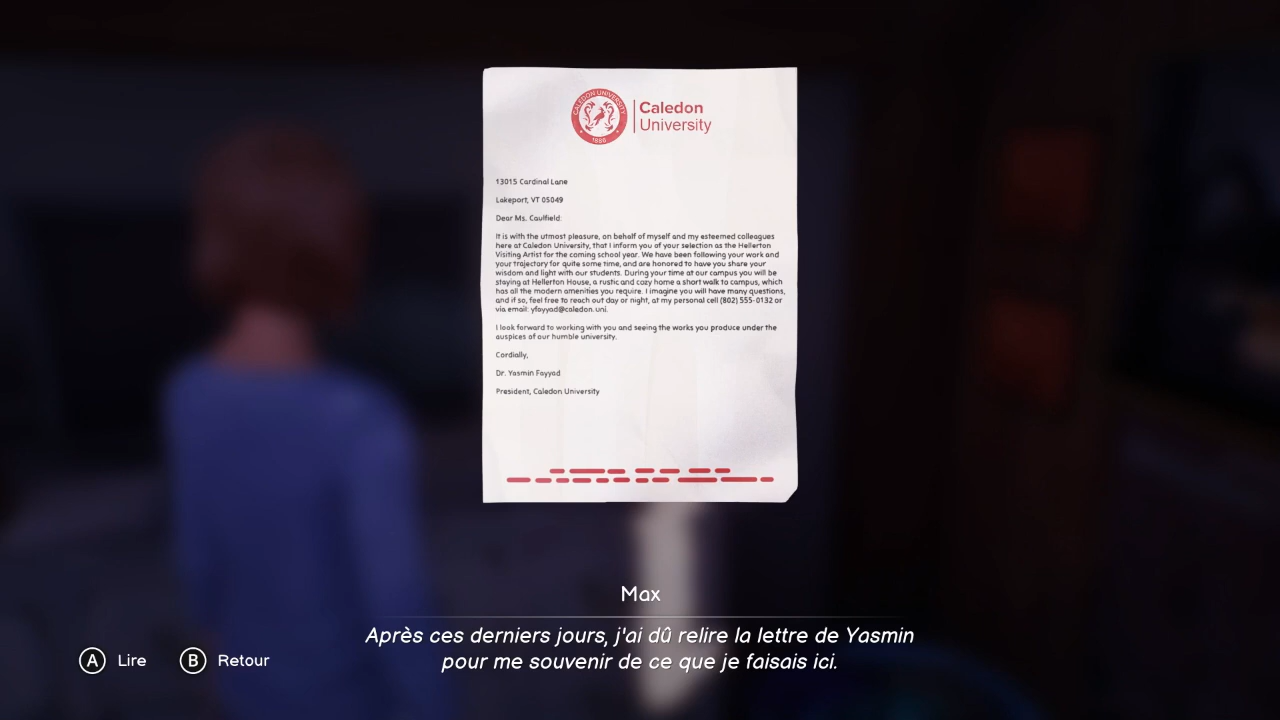 CALEDON UNIVERSITY
1888
Caledon
University
13015 Cardinal Lane
Lakeport, VT 05049
Dear Ms. Caulfield:
It is with the utmost pleasure, on behalf of myself and my esteemed colleagues
here at Caledon University, that I inform you of your selection as the Hellerton
Visiting Artist for the coming school year. We have been following your work and
your trajectory for quite some time, and are honored to have you share your
wisdom and light with our students. During your time at our campus you will be
staying at Hellerton House, a rustic and cozy home a short walk to campus, which
has all the modern amenities you require. I imagine you will have many questions,
and if so, feel free to reach out day or night, at my personal cell (802) 555-0132 or
via email: yfayyad@caledon.uni.
I look forward to working with you and seeing the works you produce under the
auspices of our humble university.
Cordially,
Dr. Yasmin Fayyad
President, Caledon University
Max
Après ces derniers jours, j'ai dû relire la lettre de Yasmin
pour me souvenir de ce que je faisais ici.
A Lire B Retour